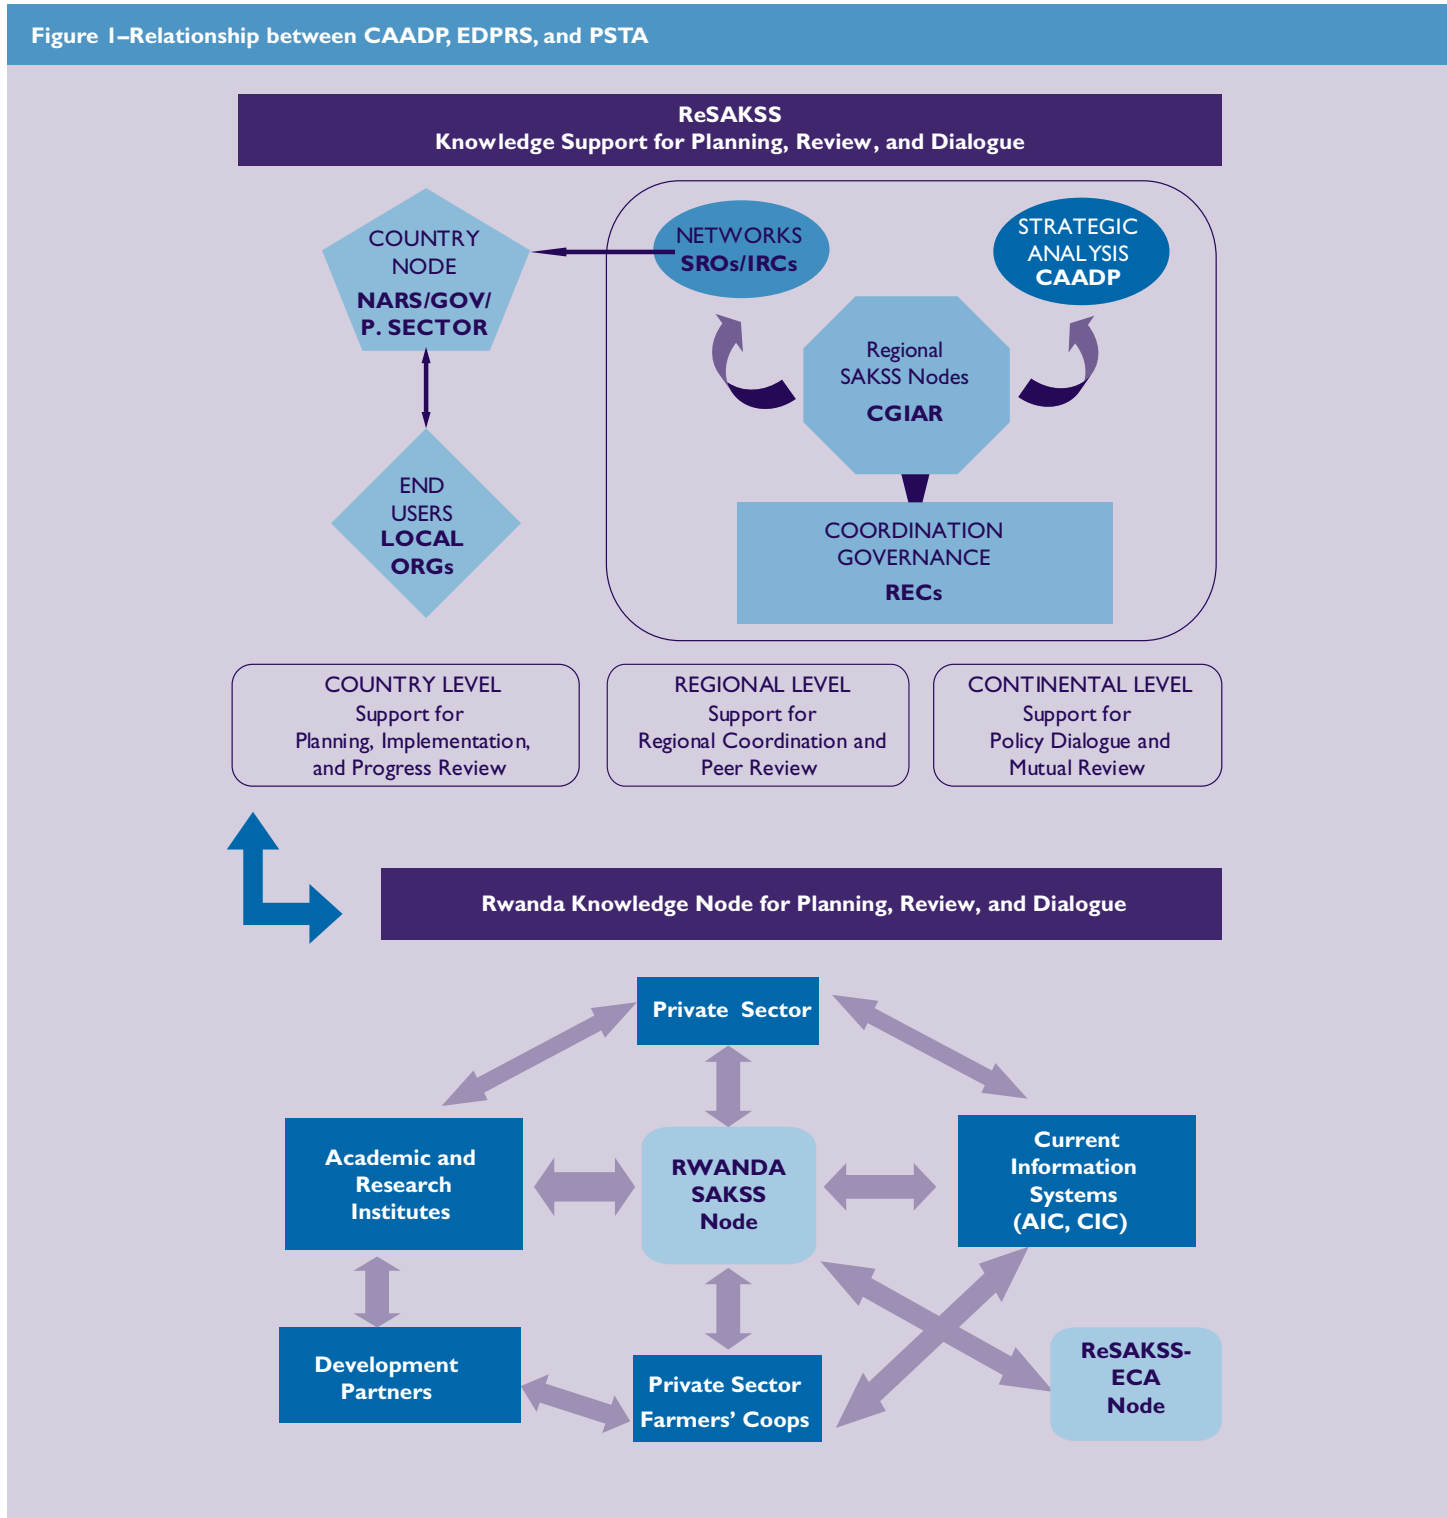 Figure 1–Relationship between CAADP, EDPRS, and PSTA
ReSAKSS
Knowledge Support for Planning, Review, and Dialogue
COUNTRY
NODE
NARS/GOV/
P. SECTOR
NETWORKS
SROs/IRCs
STRATEGIC
ANALYSIS
CAADP
Regional
SAKSS Nodes
CGIAR
END
USERS
LOCAL
ORGs
COORDINATION
GOVERNANCE
RECs
COUNTRY LEVEL
Support for
Planning, Implementation,
and Progress Review
REGIONAL LEVEL
Support for
Regional Coordination and
Peer Review
CONTINENTAL LEVEL
Support for
Policy Dialogue and
Mutual Review
Rwanda Knowledge Node for Planning, Review, and Dialogue
Private Sector
Academic and
Research
Institutes
RWANDA
SAKSS
Node
Current
Information
Systems
(AIC, CIC)
Development
Partners
Private Sector
Farmers' Coops
ReSAKSS-
ECA
Node